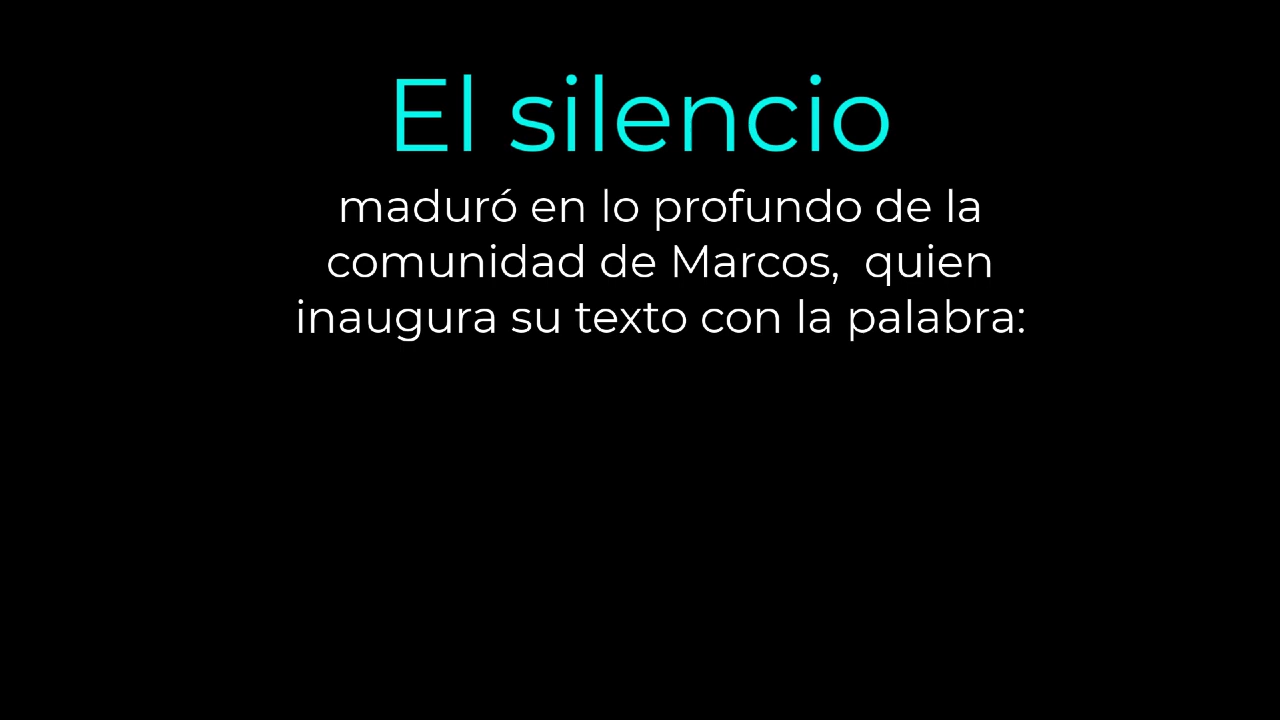 El silencio
maduró en lo profundo de la
comunidad de Marcos,  quien
inaugura su texto con la palabra: